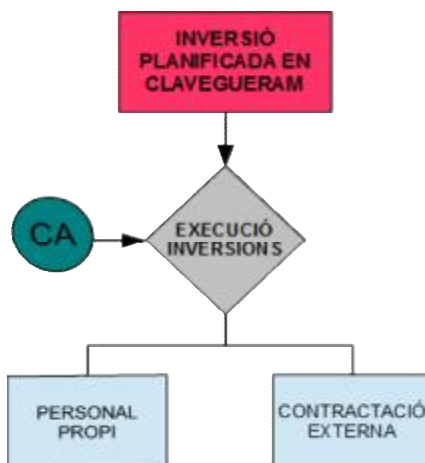 INVERSIÓ
PLANIFICADA EN
CLAVEGUERAM
CA
EXECUCIÓ
INVERSIONS
PERSONAL
PROPI
CONTRACTACIÓ
EXTERNA